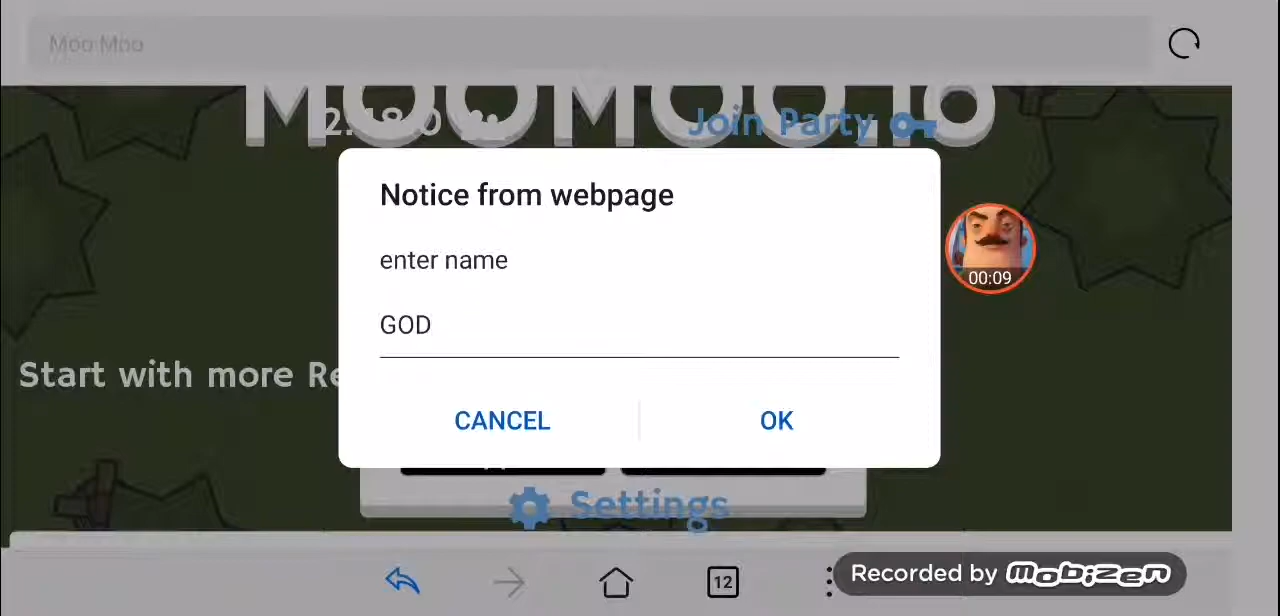 Moo Moo
MOOMOO.io
Join Party
Notice from webpage
enter name
GOD
00:09
Start with more Re
CANCEL
OK
Settings
12
Recorded by mobizen